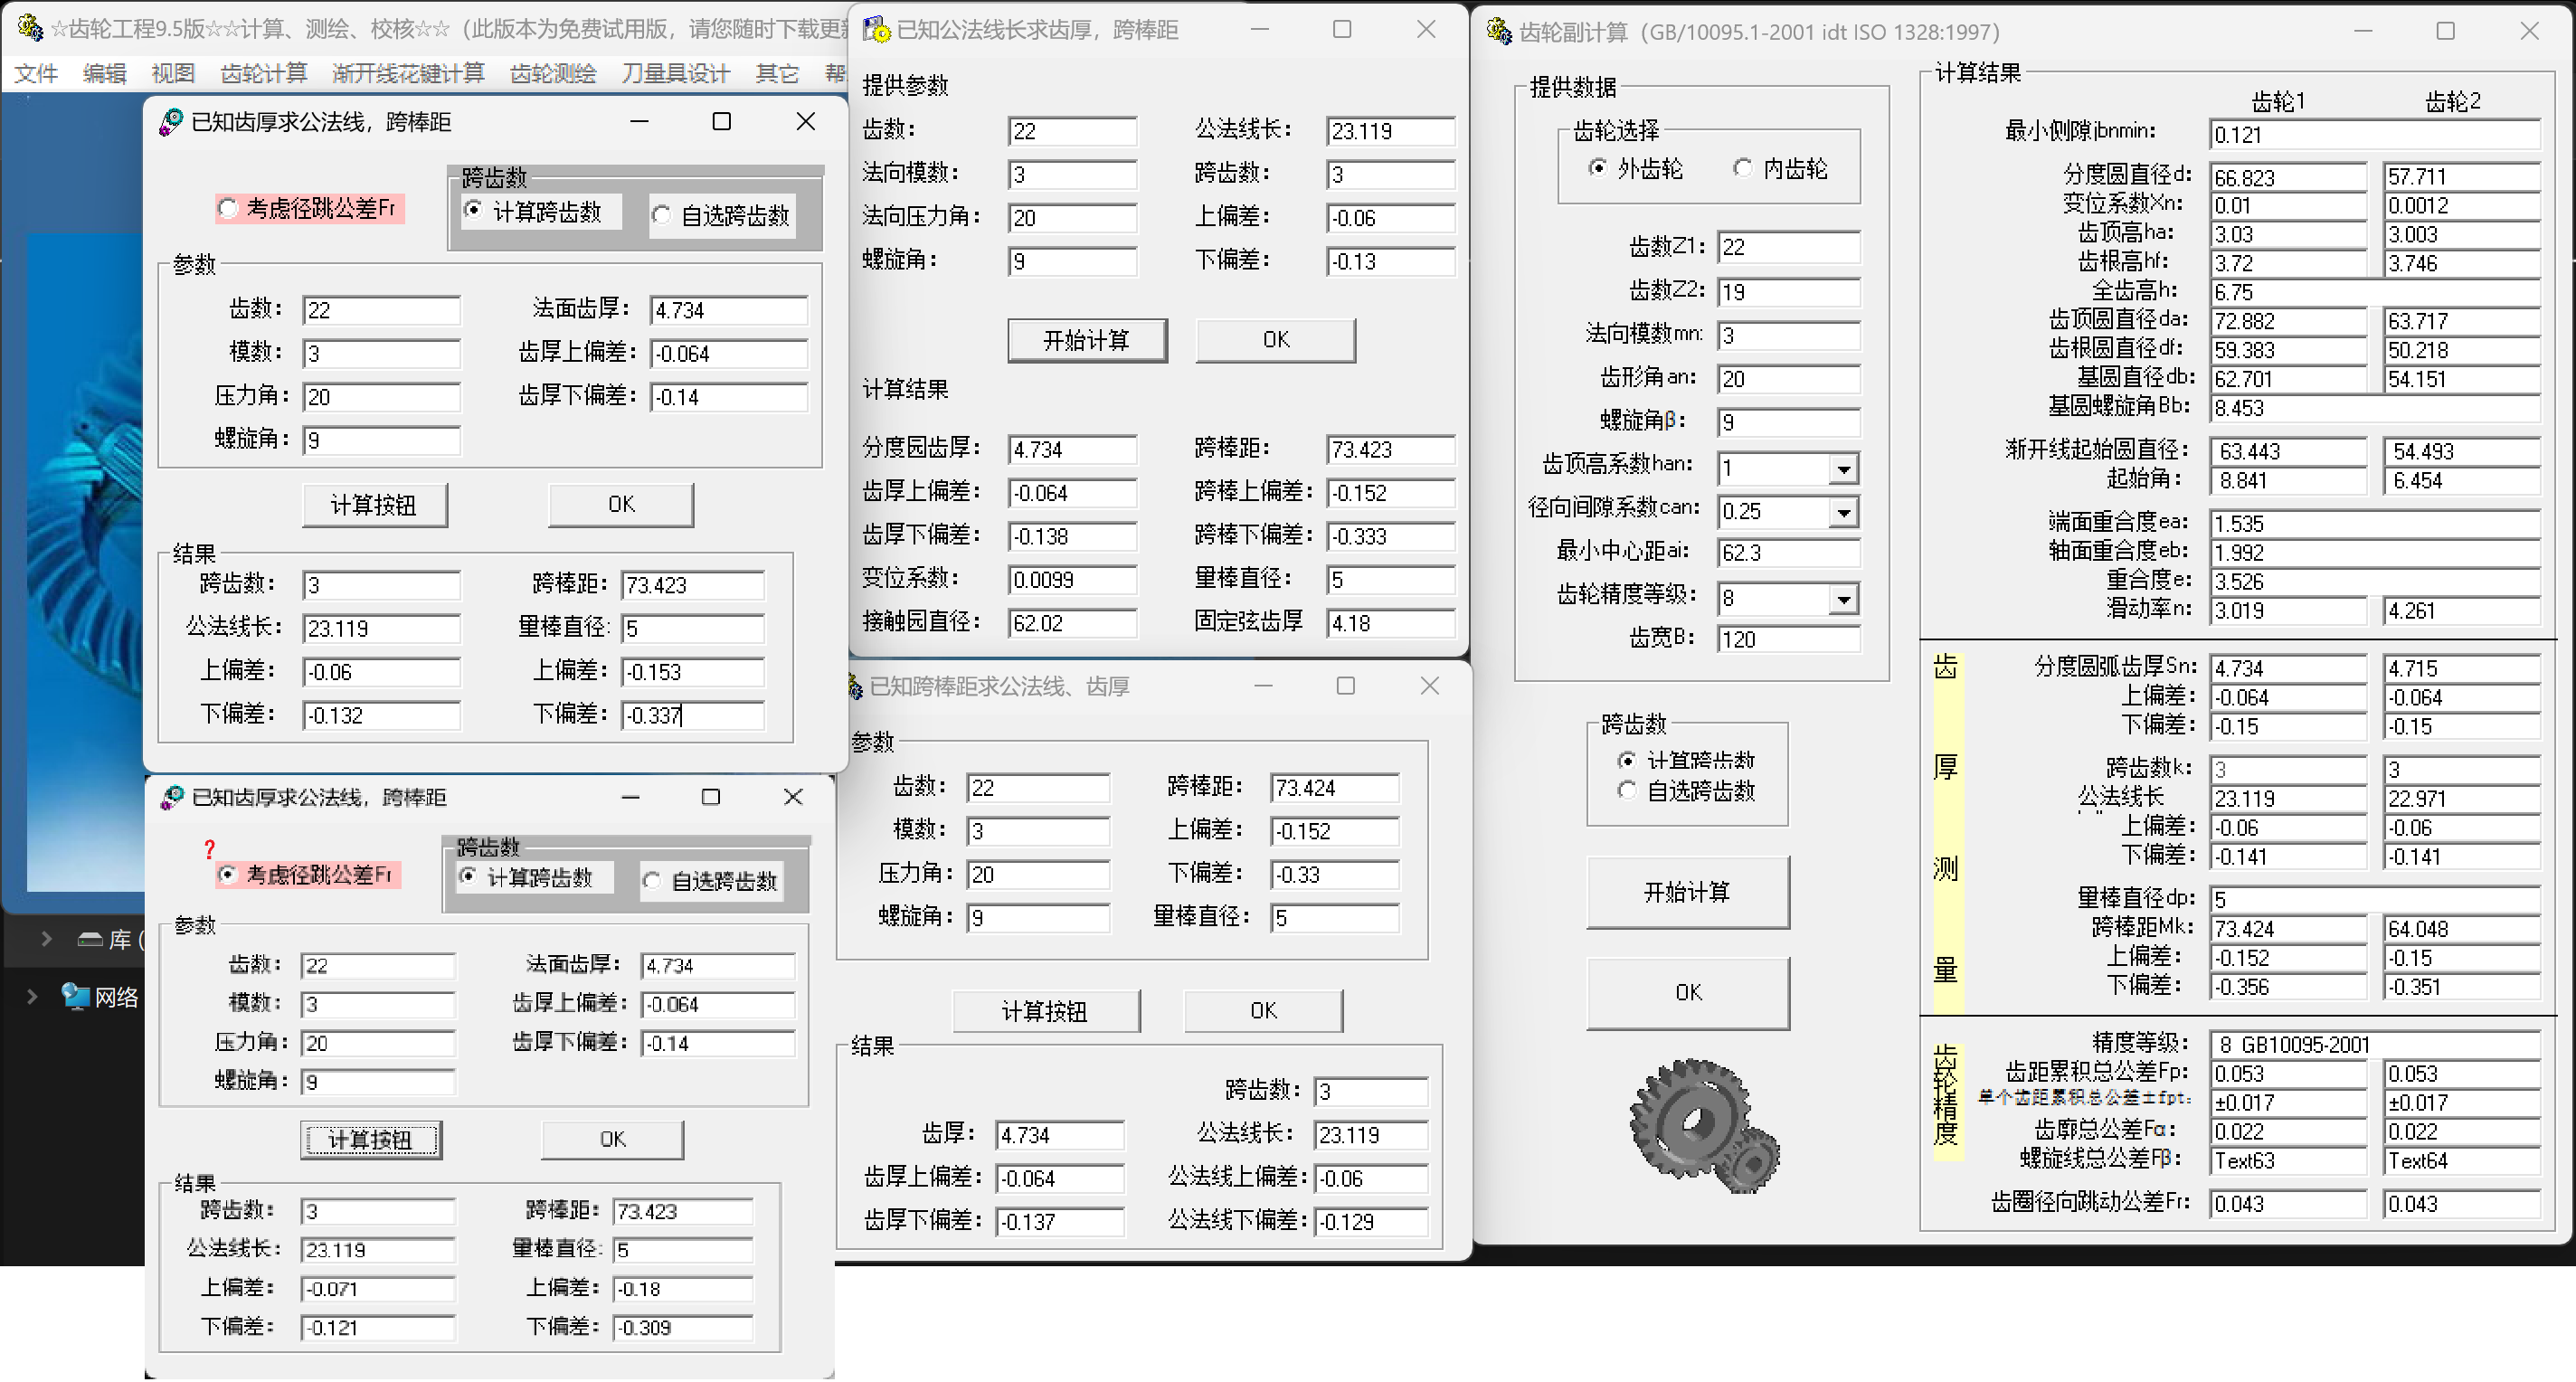 ☆齿轮工程9.5版☆☆计算、测绘、校核☆☆（此版本为免费试用版，请您随时下载更新
文件 编辑 视图 齿轮计算 渐开线花键计算 齿轮测绘 刀量具设计 其它 帮
已知齿厚求公法线，跨棒距
考虑径跳公差Fr
跨齿数
计算跨齿数 自选跨齿数
参数
齿数： 22 法面齿厚： 4.734
模数： 3 齿厚上偏差： -0.064
压力角： 20 齿厚下偏差： -0.14
螺旋角： 9
计算按钮 OK
结果
跨齿数： 3 跨棒距： 73.423
公法线长： 23.119 量棒直径: 5
上偏差： -0.06 上偏差： -0.153
下偏差： -0.132 下偏差： -0.337
已知齿厚求公法线，跨棒距
?
考虑径跳公差Fr
跨齿数
计算跨齿数 自选跨齿数
参数
齿数： 22 法面齿厚： 4.734
模数： 3 齿厚上偏差： -0.064
压力角： 20 齿厚下偏差： -0.14
螺旋角： 9
计算按钮 OK
结果
跨齿数： 3 跨棒距： 73.423
公法线长： 23.119 量棒直径: 5
上偏差： -0.071 上偏差： -0.18
下偏差： -0.121 下偏差： -0.309
库 (
网络
已知公法线长求齿厚，跨棒距
提供参数
齿数： 22 公法线长： 23.119
法向模数： 3 跨齿数： 3
法向压力角： 20 上偏差： -0.06
螺旋角： 9 下偏差： -0.13
开始计算 OK
计算结果
分度园齿厚： 4.734 跨棒距： 73.423
齿厚上偏差： -0.064 跨棒上偏差： -0.152
齿厚下偏差： -0.138 跨棒下偏差： -0.333
变位系数： 0.0099 量棒直径： 5
接触园直径： 62.02 固定弦齿厚 4.18
已知跨棒距求公法线、齿厚
参数
齿数： 22 跨棒距： 73.424
模数： 3 上偏差： -0.152
压力角： 20 下偏差： -0.33
螺旋角： 9 量棒直径： 5
计算按钮 OK
结果
跨齿数： 3
齿厚： 4.734 公法线长： 23.119
齿厚上偏差： -0.064 公法线上偏差： -0.06
齿厚下偏差： -0.137 公法线下偏差： -0.129
齿轮副计算（GB/10095.1-2001 idt ISO 1328:1997）
提供数据
齿轮选择
外齿轮 内齿轮
齿数Z1： 22
齿数Z2： 19
法向模数mn: 3
齿形角an： 20
螺旋角β： 9
齿顶高系数han： 1
径向间隙系数can： 0.25
最小中心距ai： 62.3
齿轮精度等级： 8
齿宽B： 120
跨齿数
计算跨齿数
自选跨齿数
开始计算
OK
计算结果
齿轮1 齿轮2
最小侧隙jbnmin： 0.121
分度圆直径d： 66.823 57.711
变位系数Xn： 0.01 0.0012
齿顶高ha： 3.03 3.003
齿根高hf： 3.72 3.746
全齿高h： 6.75
齿顶圆直径da： 72.882 63.717
齿根圆直径df： 59.383 50.218
基圆直径db： 62.701 54.151
基圆螺旋角Bb： 8.453
渐开线起始圆直径： 63.443 54.493
起始角： 8.841 6.454
端面重合度ea： 1.535
轴面重合度eb： 1.992
重合度e： 3.526
滑动率n： 3.019 4.261
齿厚测量
分度圆弧齿厚Sn： 4.734 4.715
上偏差： -0.064 -0.064
下偏差： -0.15 -0.15
跨齿数k： 3 3
公法线长 23.119 22.971
上偏差： -0.06 -0.06
下偏差： -0.141 -0.141
量棒直径dp： 5
跨棒距Mk： 73.424 64.048
上偏差： -0.152 -0.15
下偏差： -0.356 -0.351
齿轮精度
精度等级： 8 GB10095-2001
齿距累积总公差Fp： 0.053 0.053
单个齿距累积总公差±fpt： ±0.017 ±0.017
齿廓总公差Fα： 0.022 0.022
螺旋线总公差Fβ： Text63 Text64
齿圈径向跳动公差Fr： 0.043 0.043